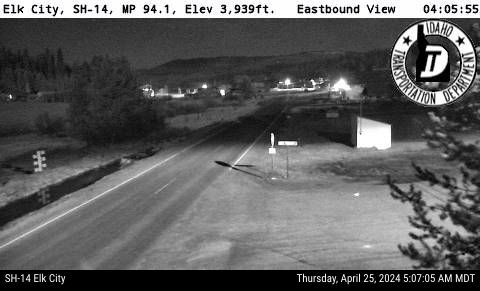 Elk City, SH-14, MP 94.1, Elev 3,939ft. Eastbound View 04:05:55
IDAHO
TRANSPORTATION DEPARTMENT
SH-14 Elk City Thursday, April 25, 2024 5:07:05 AM MDT